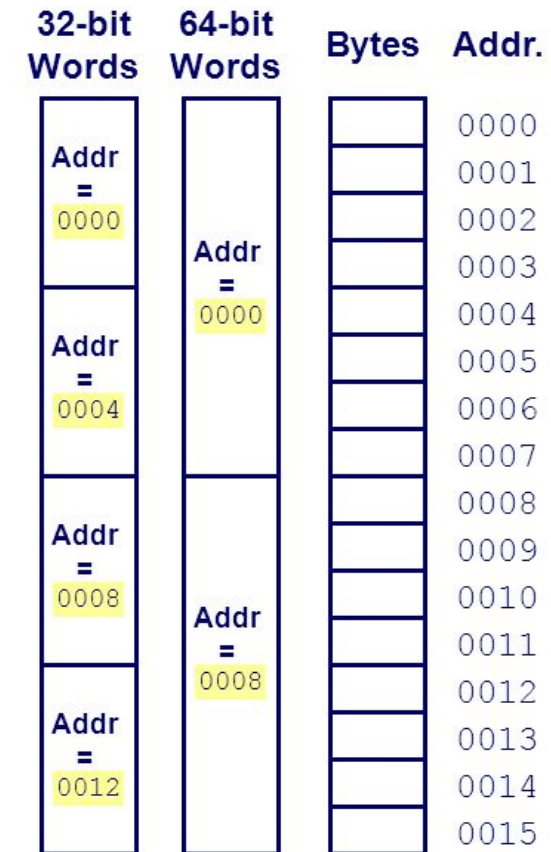 32-bit Words
64-bit Words
Bytes
Addr.
Addr
=
0000
Addr
=
0004
Addr
=
0008
Addr
=
0012
Addr
=
0000
Addr
=
0008
0000
0001
0002
0003
0004
0005
0006
0007
0008
0009
0010
0011
0012
0013
0014
0015